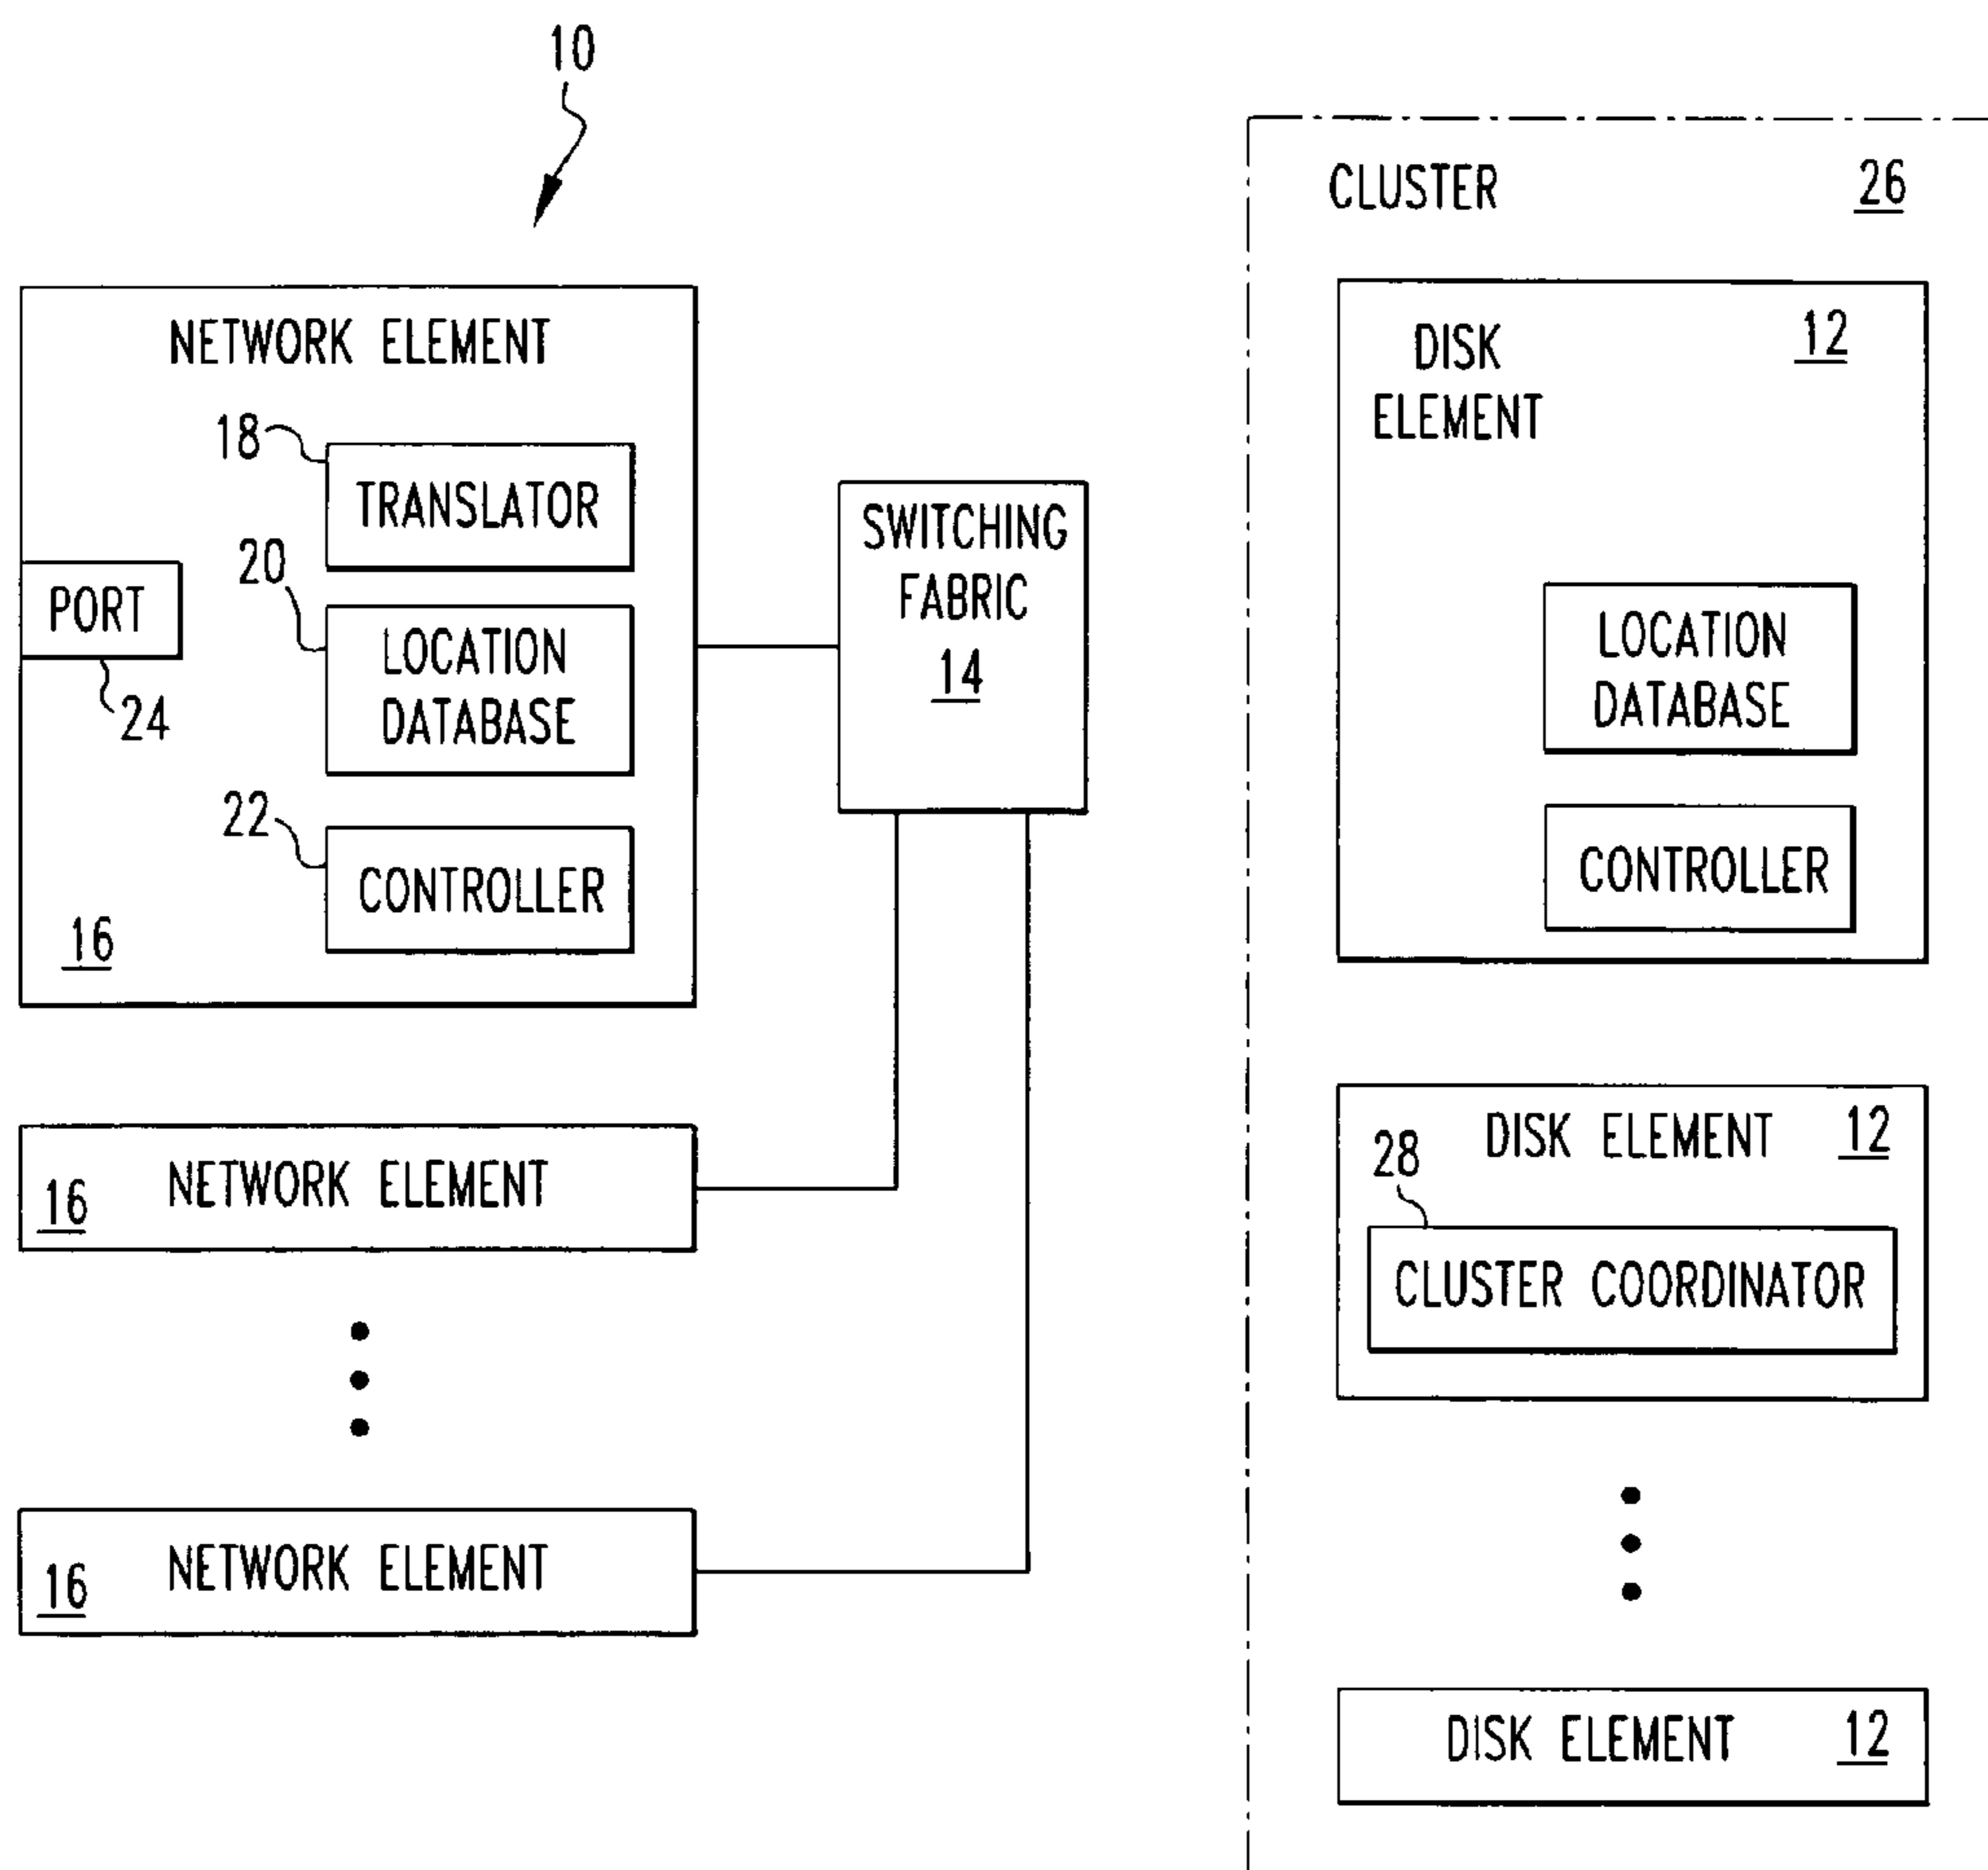 10
NETWORK ELEMENT
18
TRANSLATOR
20
LOCATION
DATABASE
PORT
24
22
CONTROLLER
16
SWITCHING
FABRIC
14
16
NETWORK ELEMENT
16
NETWORK ELEMENT
CLUSTER
26
DISK
ELEMENT
12
LOCATION
DATABASE
CONTROLLER
DISK ELEMENT
12
28
CLUSTER COORDINATOR
DISK ELEMENT
12